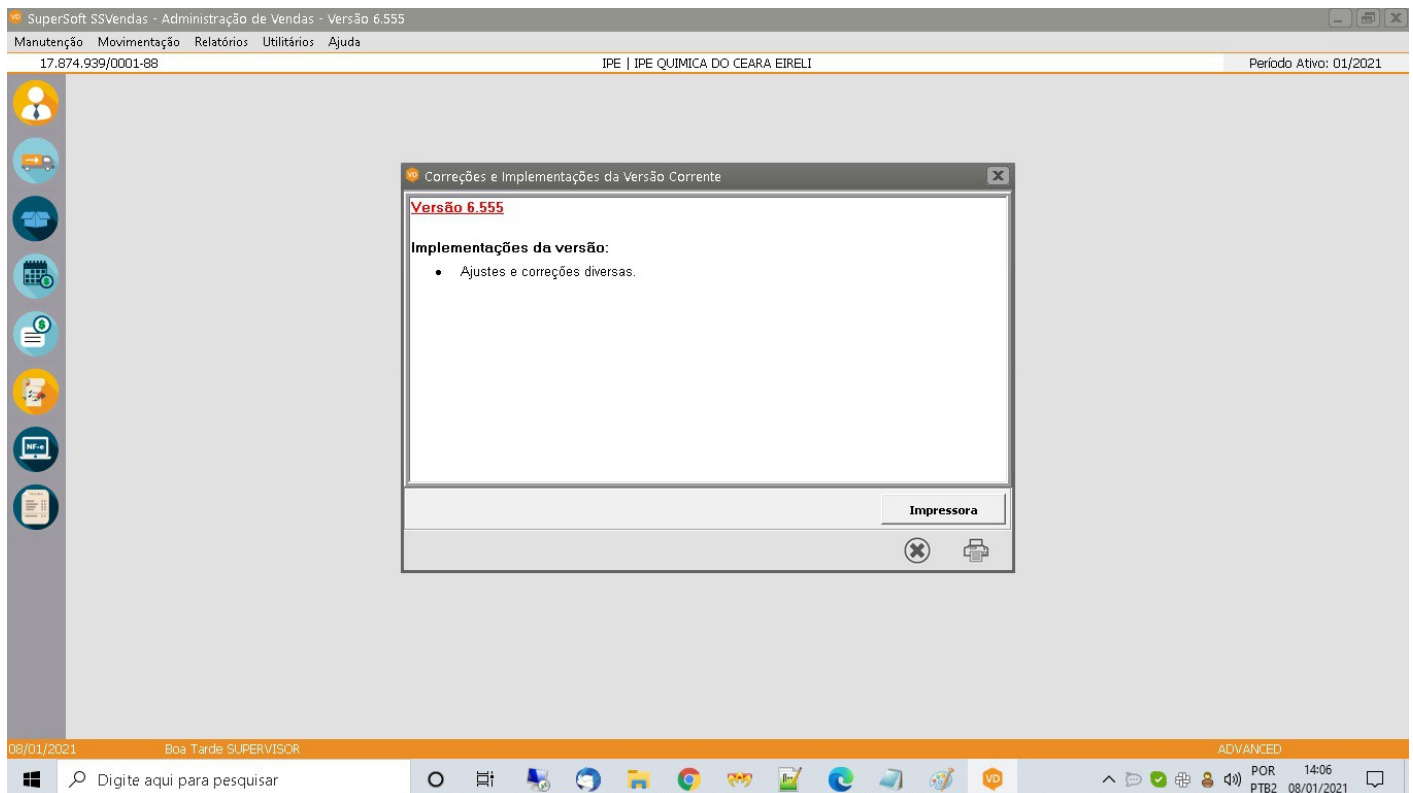 SuperSoft SSVendas - Administração de Vendas - Versão 6.555
Manutenção Movimentação Relatórios Utilitários Ajuda
17.874.939/0001-88 IPE | IPE QUIMICA DO CEARA EIRELI Período Ativo: 01/2021
VD Correções e Implementações da Versão Corrente
Versão 6.555
Implementações da versão:
• Ajustes e correções diversas.
NF-e
Impressora
08/01/2021 Boa Tarde SUPERVISOR ADVANCED
Digite aqui para pesquisar VD POR 14:06
PTB2 08/01/2021